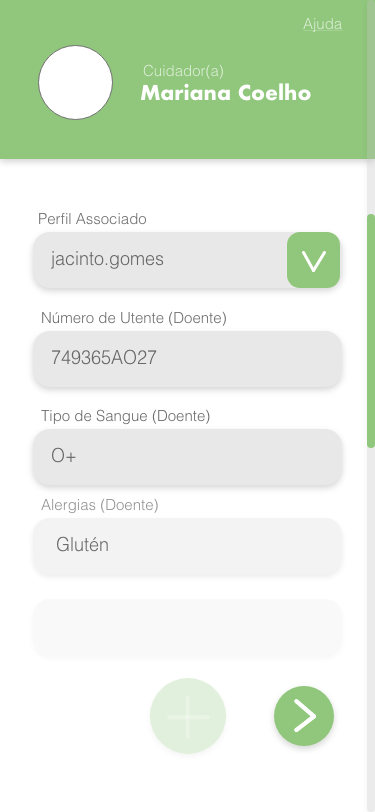 Ajuda
Cuidador(a)
Mariana Coelho
Perfil Associado
jacinto.gomes
Número de Utente (Doente)
749365AO27
Tipo de Sangue (Doente)
O+
Alergias (Doente)
Glutén